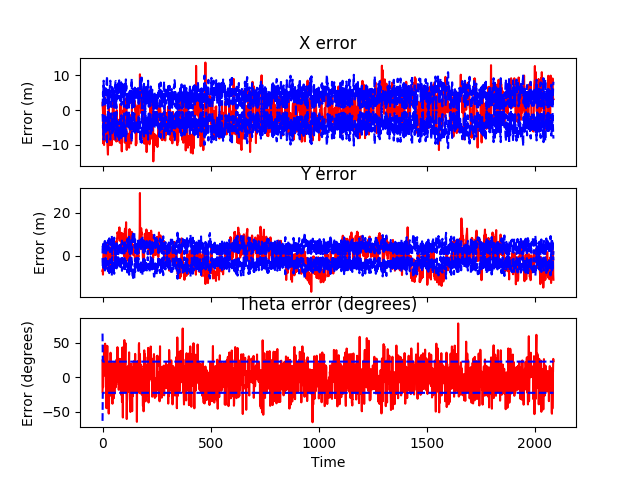 X error
10
0
−10
Error (m)
Y error
20
0
Error (m)
Theta error (degrees)
50
0
−50
Error (degrees)
0 500 1000 1500 2000
Time